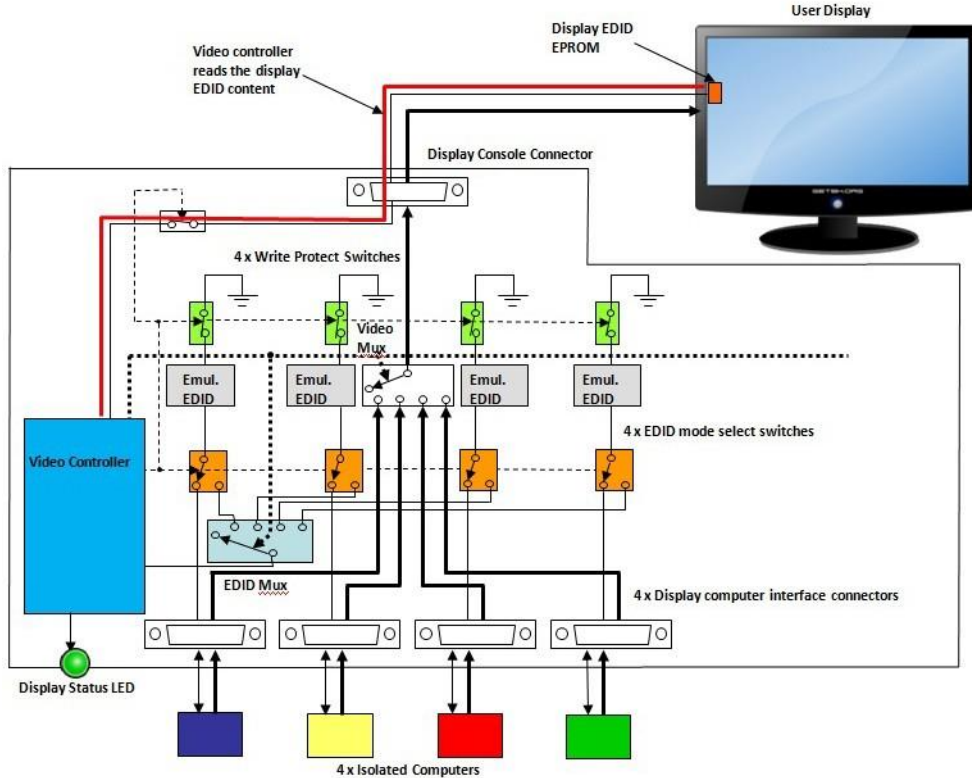 User Display
Display EDID
EPROM
Video controller
reads the display
EDID content
Display Console Connector
4 x Write Protect Switches
Video
Mux
Emul.
EDID
Emul.
EDID
Emul.
EDID
Emul.
EDID
4 x EDID mode select switches
Video Controller
EDID Mux
4 x Display computer interface connectors
Display Status LED
4 x Isolated Computers